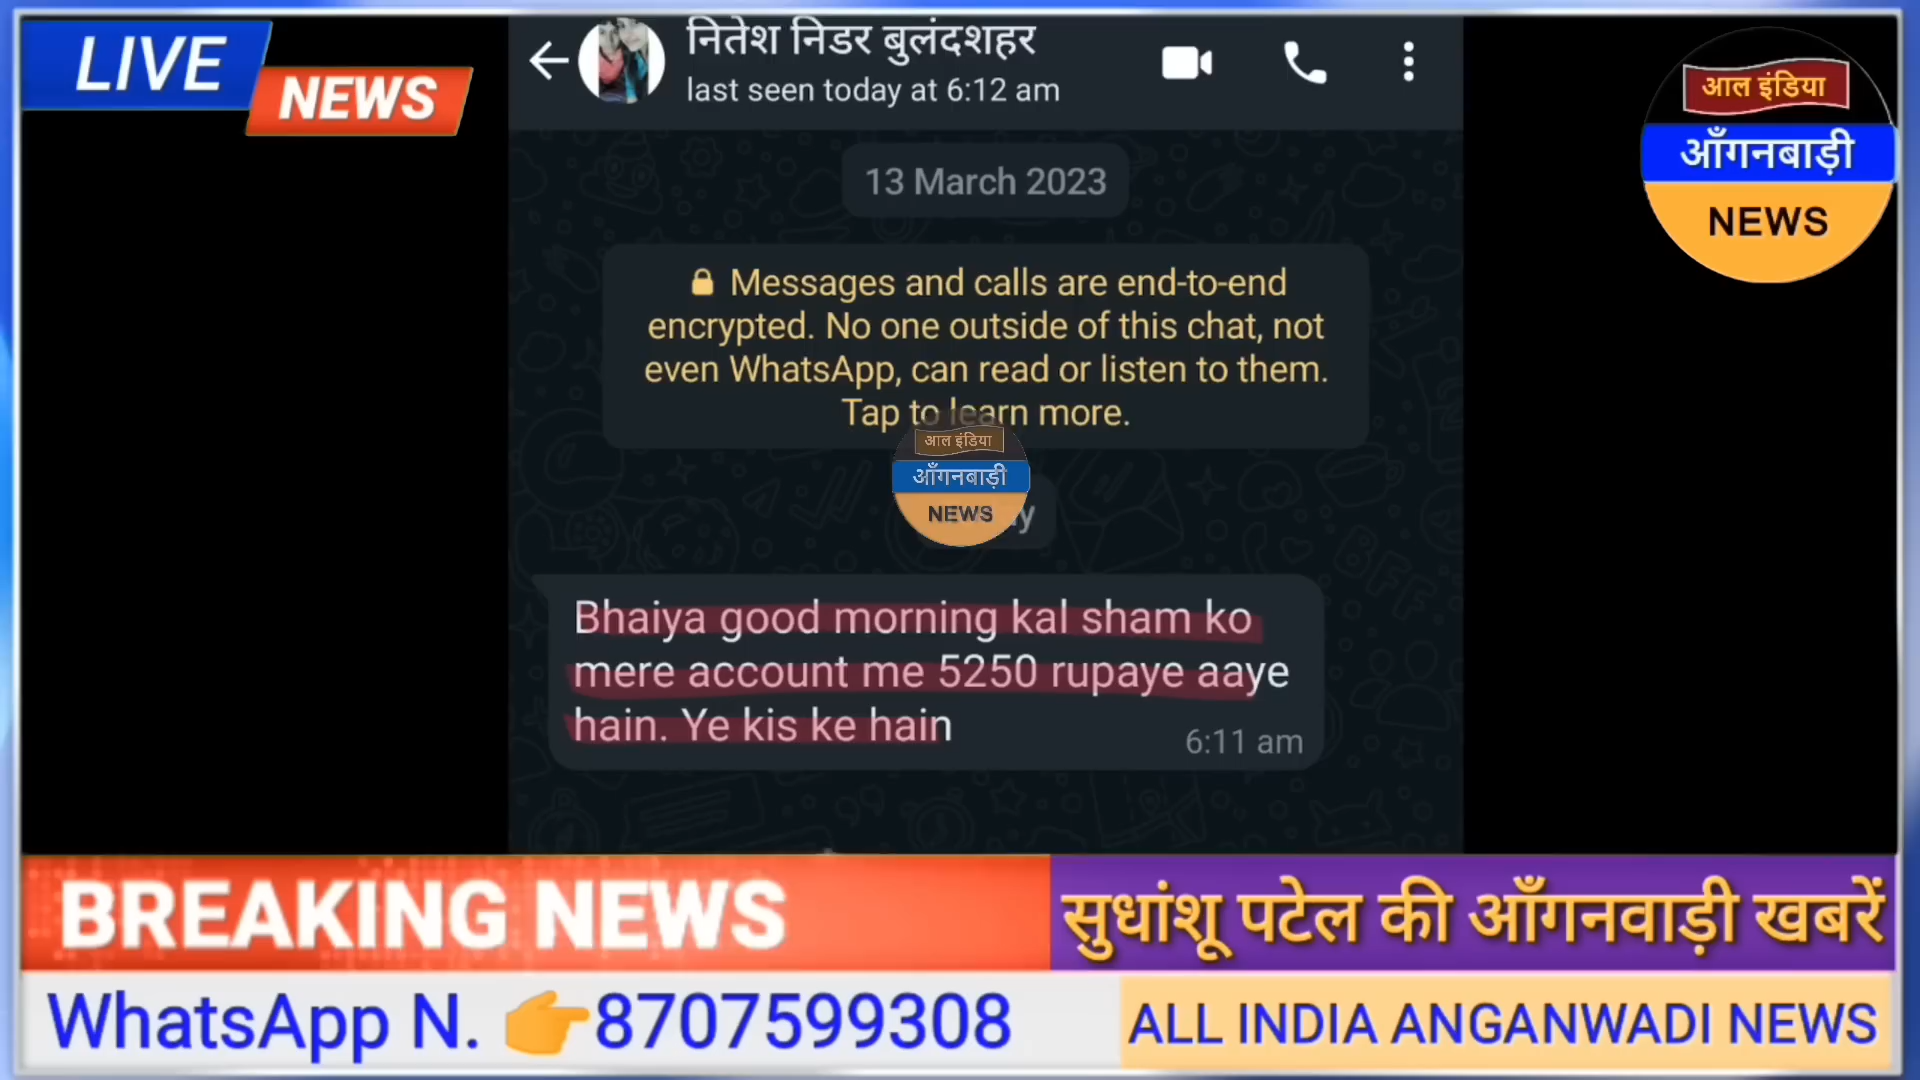 LIVE
NEWS
नितेश निडर बुलंदशहर
last seen today at 6:12 am
आल इंडिया
आँगनबाड़ी
NEWS
13 March 2023
Messages and calls are end-to-end
encrypted. No one outside of this chat, not
even WhatsApp, can read or listen to them.
Tap to learn more.
आल इंडिया
आँगनबाड़ी
NEWS
Bhaiya good morning kal sham ko
mere account me 5250 rupaye aaye
hain. Ye kis ke hain
6:11 am
BREAKING NEWS
सुधांशू पटेल की आँगनवाड़ी खबरें
WhatsApp N. 👉8707599308
ALL INDIA ANGANWADI NEWS